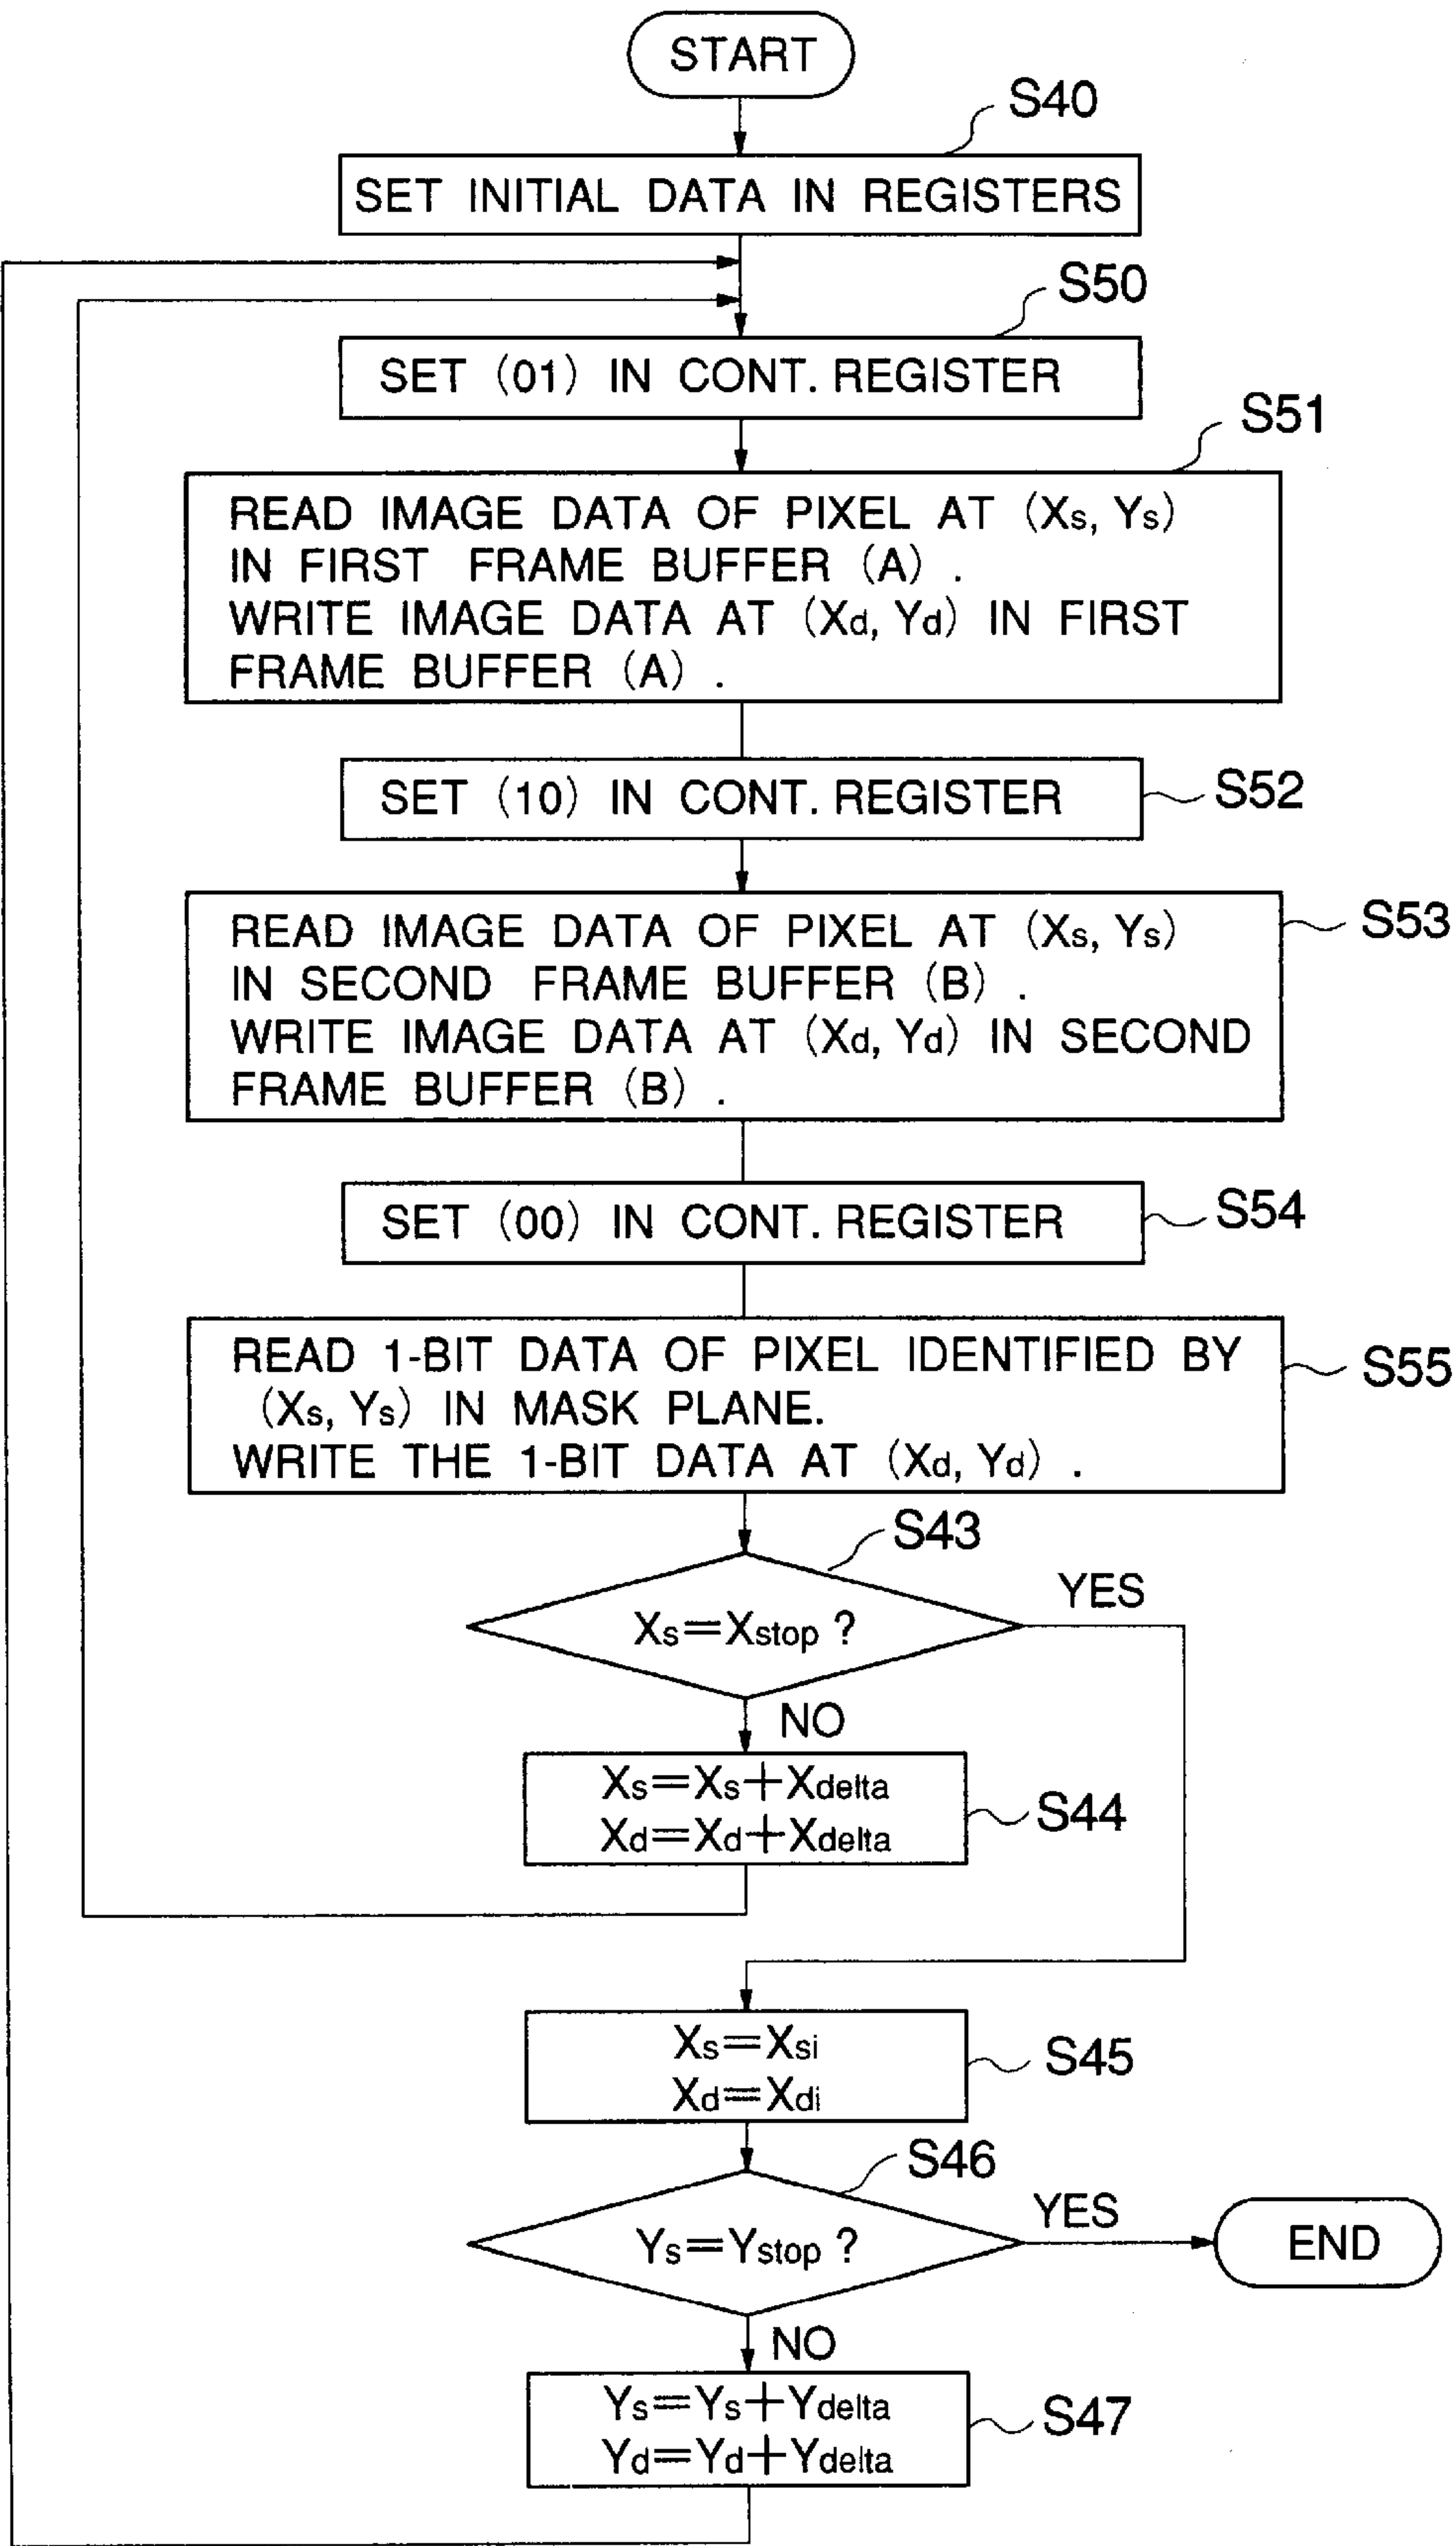 START
S40
SET INITIAL DATA IN REGISTERS
S50
SET (01) IN CONT. REGISTER
S51
READ IMAGE DATA OF PIXEL AT (Xs, Ys)
IN FIRST FRAME BUFFER (A) .
WRITE IMAGE DATA AT (Xd, Yd) IN FIRST
FRAME BUFFER (A) .
SET (10) IN CONT. REGISTER
S52
READ IMAGE DATA OF PIXEL AT (Xs, Ys)
IN SECOND FRAME BUFFER (B) .
WRITE IMAGE DATA AT (Xd, Yd) IN SECOND
FRAME BUFFER (B) .
S53
SET (00) IN CONT. REGISTER
S54
READ 1-BIT DATA OF PIXEL IDENTIFIED BY
(Xs, Ys) IN MASK PLANE.
WRITE THE 1-BIT DATA AT (Xd, Yd) .
S55
S43
Xs=Xstop ?
YES
NO
Xs=Xs+Xdelta
Xd=Xd+Xdelta
S44
Xs=Xsi
Xd=Xdi
S45
S46
Ys=Ystop ?
YES
END
NO
Ys=Ys+Ydelta
Yd=Yd+Ydelta
S47